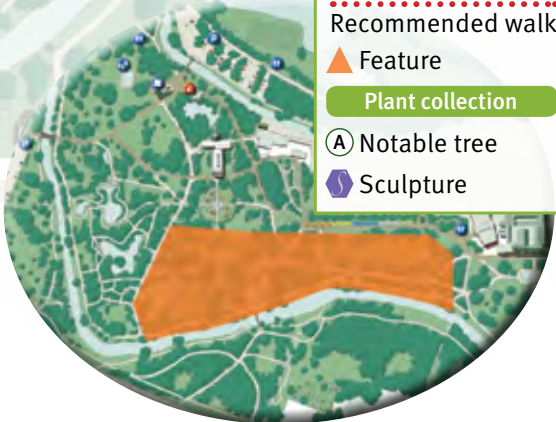 Recommended walk
Feature
Plant collection
A Notable tree
Sculpture